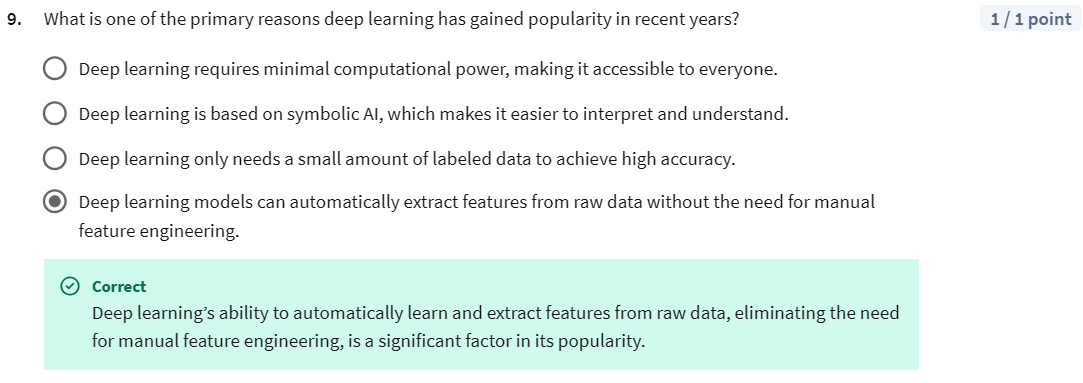 9. What is one of the primary reasons deep learning has gained popularity in recent years? 1 / 1 point
Deep learning requires minimal computational power, making it accessible to everyone.
Deep learning is based on symbolic AI, which makes it easier to interpret and understand.
Deep learning only needs a small amount of labeled data to achieve high accuracy.
Deep learning models can automatically extract features from raw data without the need for manual
feature engineering.
Correct
Deep learning’s ability to automatically learn and extract features from raw data, eliminating the need
for manual feature engineering, is a significant factor in its popularity.